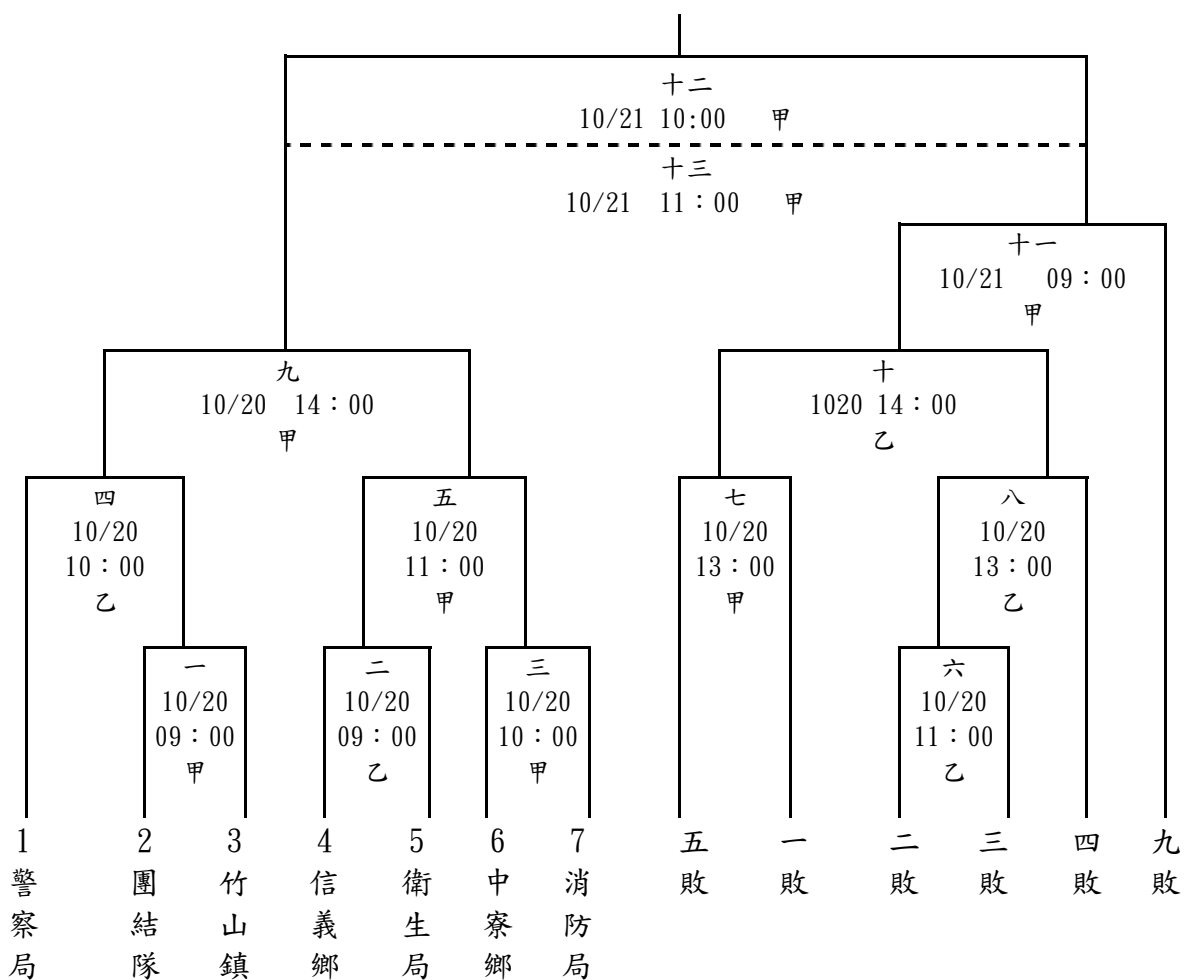 十二
10/21 10:00 甲
十三
10/21 11：00 甲
十一
10/21 09：00
甲
九
10/20 14：00
甲
十
1020 14：00
乙
四
10/20
10：00
乙
五
10/20
11：00
甲
七
10/20
13：00
甲
八
10/20
13：00
乙
一
10/20
09：00
甲
二
10/20
09：00
乙
三
10/20
10：00
甲
六
10/20
11：00
乙
1 警察局
2 團結隊
3 竹山鎮
4 信義鄉
5 衛生局
6 中寮鄉
7 消防局
五敗
一敗
二敗
三敗
四敗
九敗